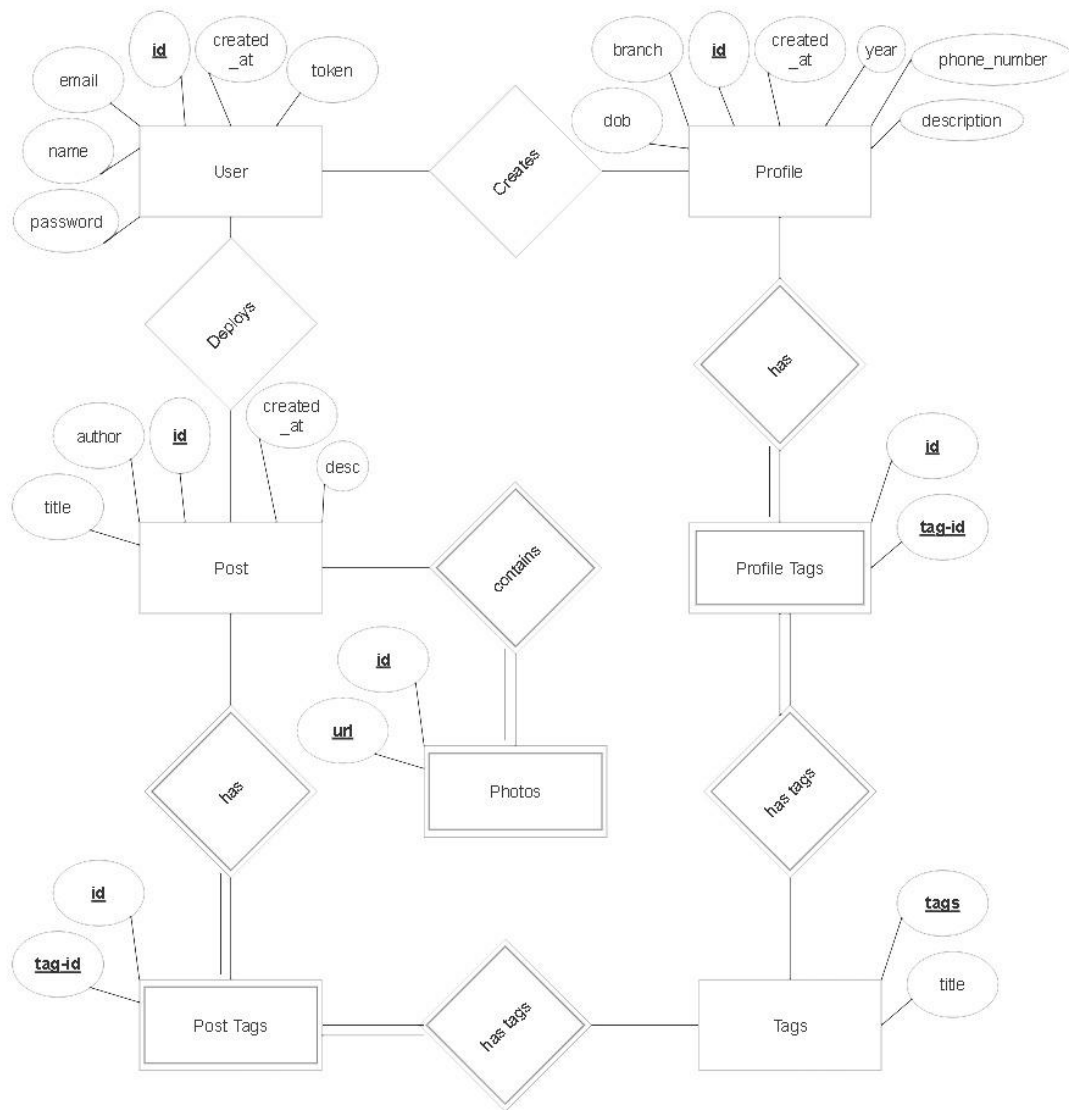 id
created
_at
token
email
name
password
User
Creates
branch
id
created
_at
year
phone_number
dob
description
Profile
Deploys
has
author
id
created
_at
desc
title
Post
contains
id
tag-id
Profile Tags
id
url
Photos
has
has tags
id
tag-id
Post Tags
has tags
tags
title
Tags